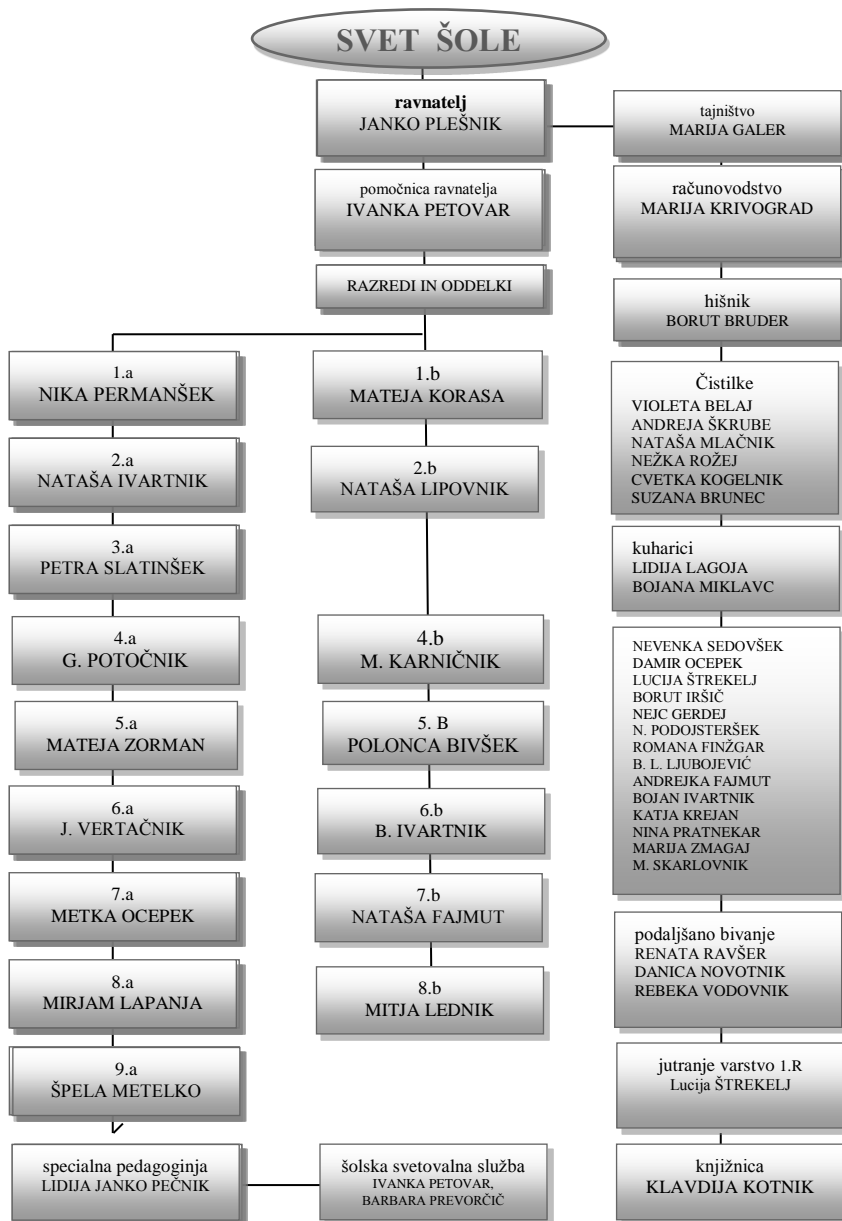 SVET ŠOLE
ravnatelj
JANKO PLEŠNIK
tajništvo
MARIJA GALER
pomočnica ravnatelja
IVANKA PETOVAR
računovodstvo
MARIJA KRIVOGRAD
RAZREDI IN ODDELKI
hišnik
BORUT BRUDER
1.a
NIKA PERMANŠEK
1.b
MATEJA KORASA
Čistilke
VIOLETA BELAJ
ANDREJA ŠKRUBE
NATAŠA MLAČNIK
NEŽKA ROŽEJ
CVETKA KOGELNIK
SUZANA BRUNEC
2.a
NATAŠA IVARTNIK
2.b
NATAŠA LIPOVNIK
3.a
PETRA SLATINŠEK
kuharici
LIDIJA LAGOJA
BOJANA MIKLAVC
4.a
G. POTOČNIK
4.b
M. KARNIČNIK
NEVENKA SEDOVŠEK
DAMIR OCEPEK
LUCIJA ŠTREKELJ
BORUT IRŠIČ
NEJC GERDEJ
N. PODOJSTERŠEK
ROMANA FINŽGAR
B. L. LJUBOJEVIĆ
ANDREJKA FAJMUT
BOJAN IVARTNIK
KATJA KREJAN
NINA PRATNEKAR
MARIJA ZMAGAJ
M. SKARLOVNIK
5.a
MATEJA ZORMAN
5. B
POLONCA BIVŠEK
6.a
J. VERTAČNIK
6.b
B. IVARTNIK
7.a
METKA OCEPEK
7.b
NATAŠA FAJMUT
8.a
MIRJAM LAPANJA
8.b
MITJA LEDNIK
podaljšano bivanje
RENATA RAVŠER
DANICA NOVOTNIK
REBEKA VODOVNIK
9.a
ŠPELA METELKO
jutranje varstvo 1.R
Lucija ŠTREKELJ
specialna pedagoginja
LIDIJA JANKO PEČNIK
šolska svetovalna služba
IVANKA PETOVAR,
BARBARA PREVORČIČ
knjižnica
KLAVDIJA KOTNIK